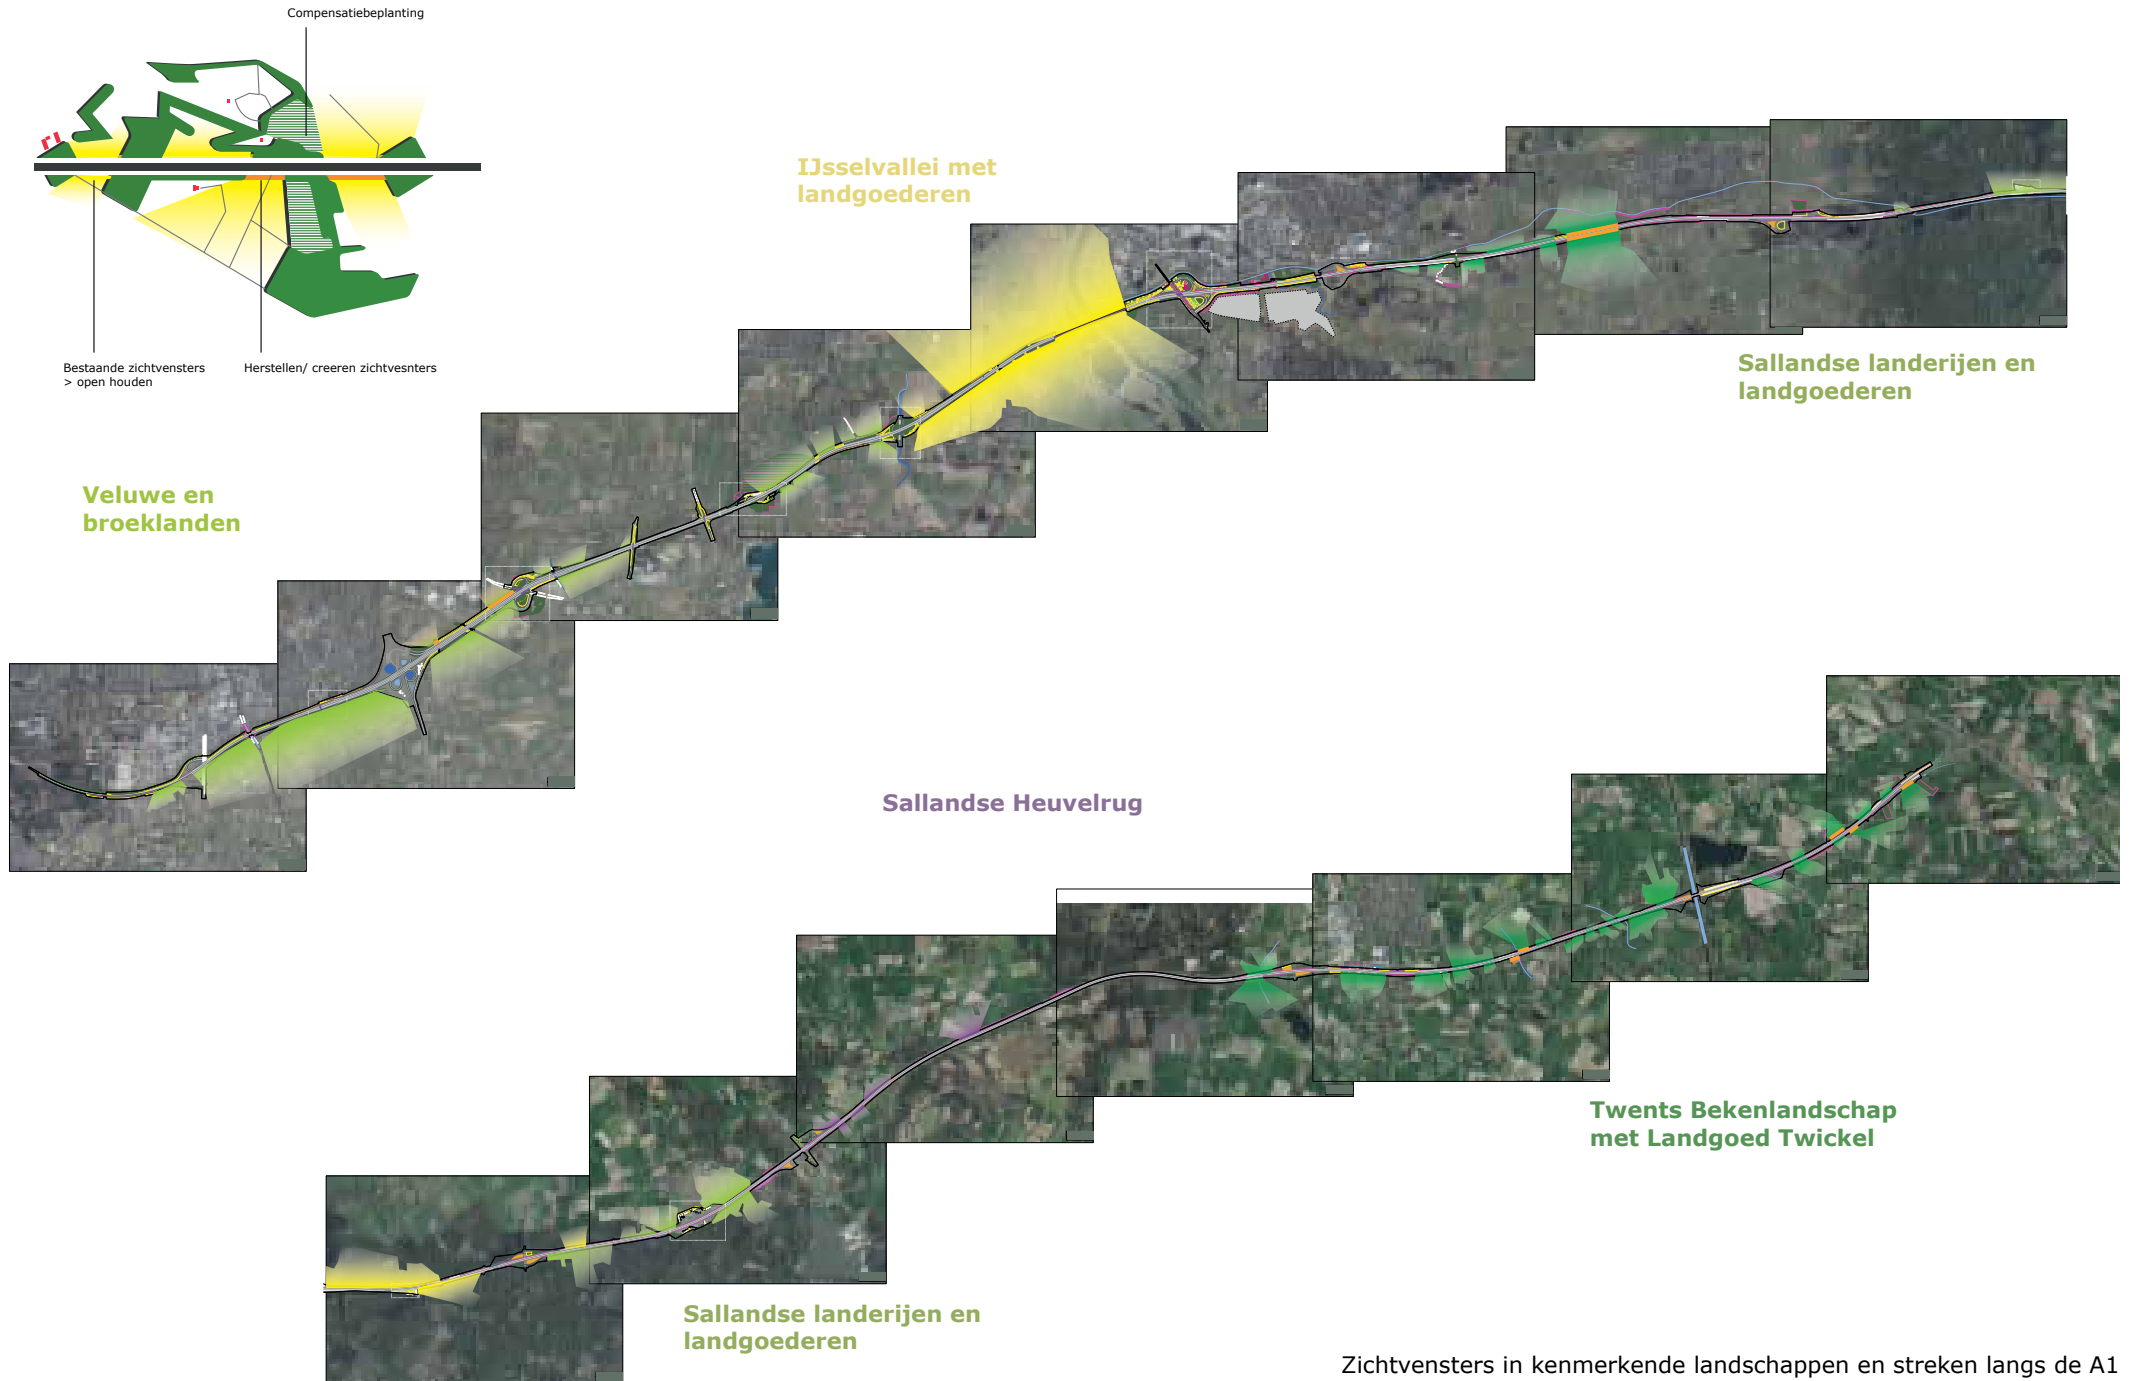 Compensatiebeplanting
Bestaande zichtvensters
> open houden
Herstellen/ creeren zichtvesnters
IJsselvallei met
landgoederen
Sallandse landerijen en
landgoederen
Veluwe en
broeklanden
Sallandse Heuvelrug
Twents Bekenlandschap
met Landgoed Twickel
Sallandse landerijen en
landgoederen
Zichtvensters in kenmerkende landschappen en streken langs de A1